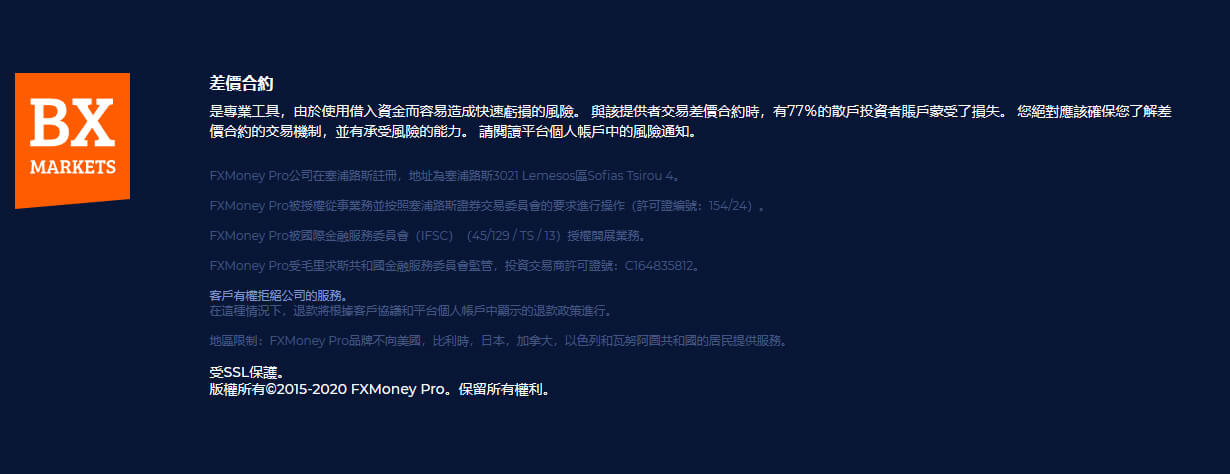 BX
MARKETS
差價合約
是專業工具，由於使用借入資金而容易造成快速虧損的風險。 與該提供者交易差價合約時，有77%的散戶投資者賬戶蒙受了損失。 您絕對應該確保您了解差
價合約的交易機制，並有承受風險的能力。 請閱讀平台個人帳戶中的風險通知。
FXMoney Pro公司在塞浦路斯註冊，地址為塞浦路斯3021 Lemesos區Sofias Tsirou 4。
FXMoney Pro被授權從事業務並按照塞浦路斯證券交易委員會的要求進行操作（許可證編號：154/24）。
FXMoney Pro被國際金融服務委員會（IFSC）（45/129 / TS / 13）授權開展業務。
FXMoney Pro受毛里求斯共和國金融服務委員會監管，投資交易商許可證號：C164835812。
客戶有權拒絕公司的服務。
在這種情況下，退款將根據客戶協議和平台個人帳戶中顯示的退款政策進行。
地區限制：FXMoney Pro品牌不向美國，比利時，日本，加拿大，以色列和瓦努阿圖共和國的居民提供服務。
受SSL保護。
版權所有©2015-2020 FXMoney Pro。保留所有權利。